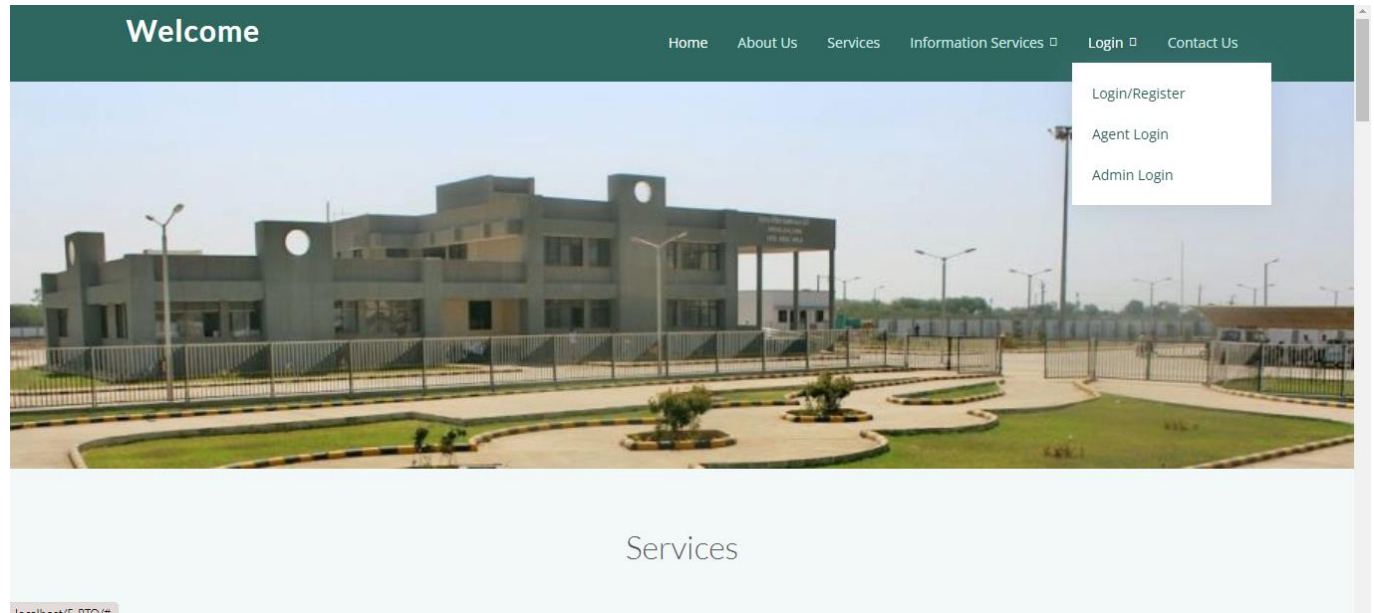 Welcome
Home About Us Services Information Services Login Contact Us
Login/Register
Agent Login
Admin Login
Services